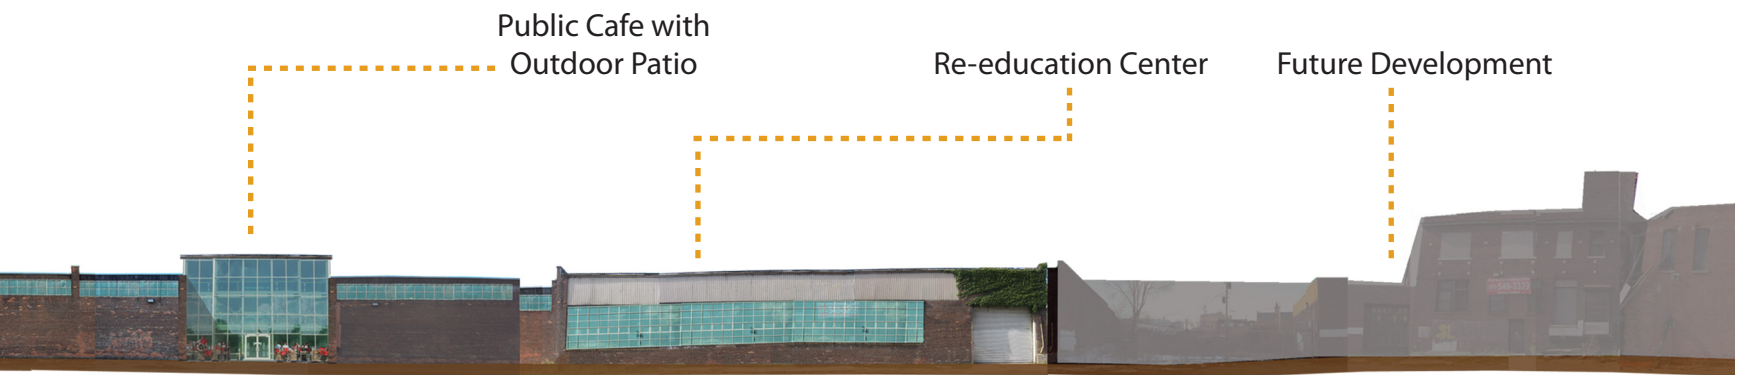 Public Cafe with
Outdoor Patio
Re-education Center
Future Development